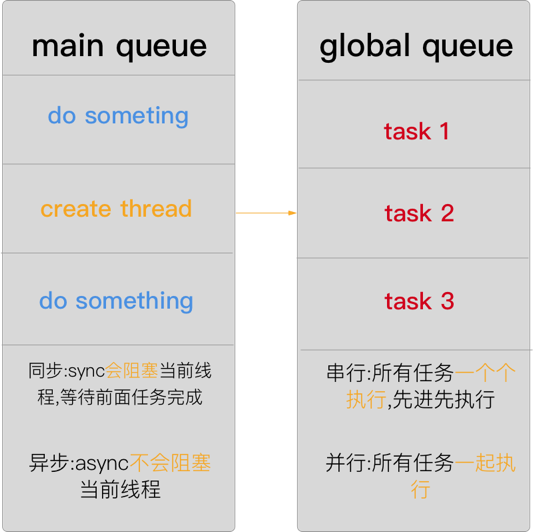 main queue
do someting
create thread
do something
同步:sync会阻塞当前线
程,等待前面任务完成
异步:async不会阻塞
当前线程
global queue
task 1
task 2
task 3
串行:所有任务一个个
执行,先进先执行
并行:所有任务一起执
行